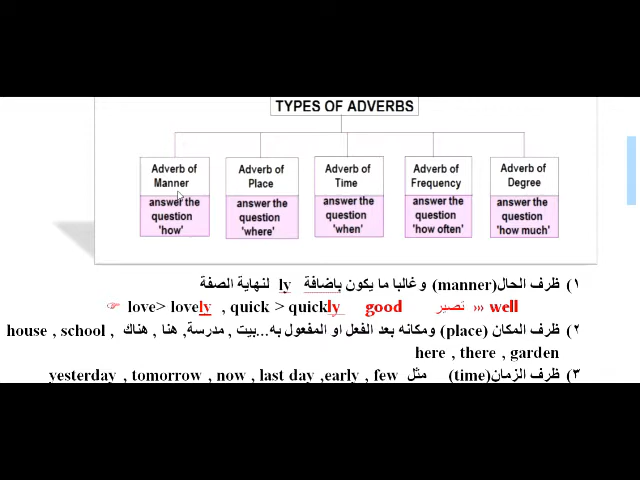 TYPES OF ADVERBS
Adverb of Manner
answer the question 'how'
Adverb of Place
answer the question 'where'
Adverb of Time
answer the question 'when'
Adverb of Frequency
answer the question 'how often'
Adverb of Degree
answer the question 'how much'
١) ظرف الحال(manner) وغالبا ما يكون بإضافة ly لنهاية الصفة
love> lovely , quick > quickly good تصير »» well
٢) ظرف المكان (place) ومكانه بعد الفعل او المفعول به...بيت , مدرسة, هنا , هناك , house , school
here , there , garden
٣) ظرف الزمان(time) مثل yesterday , tomorrow , now , last day ,early , few